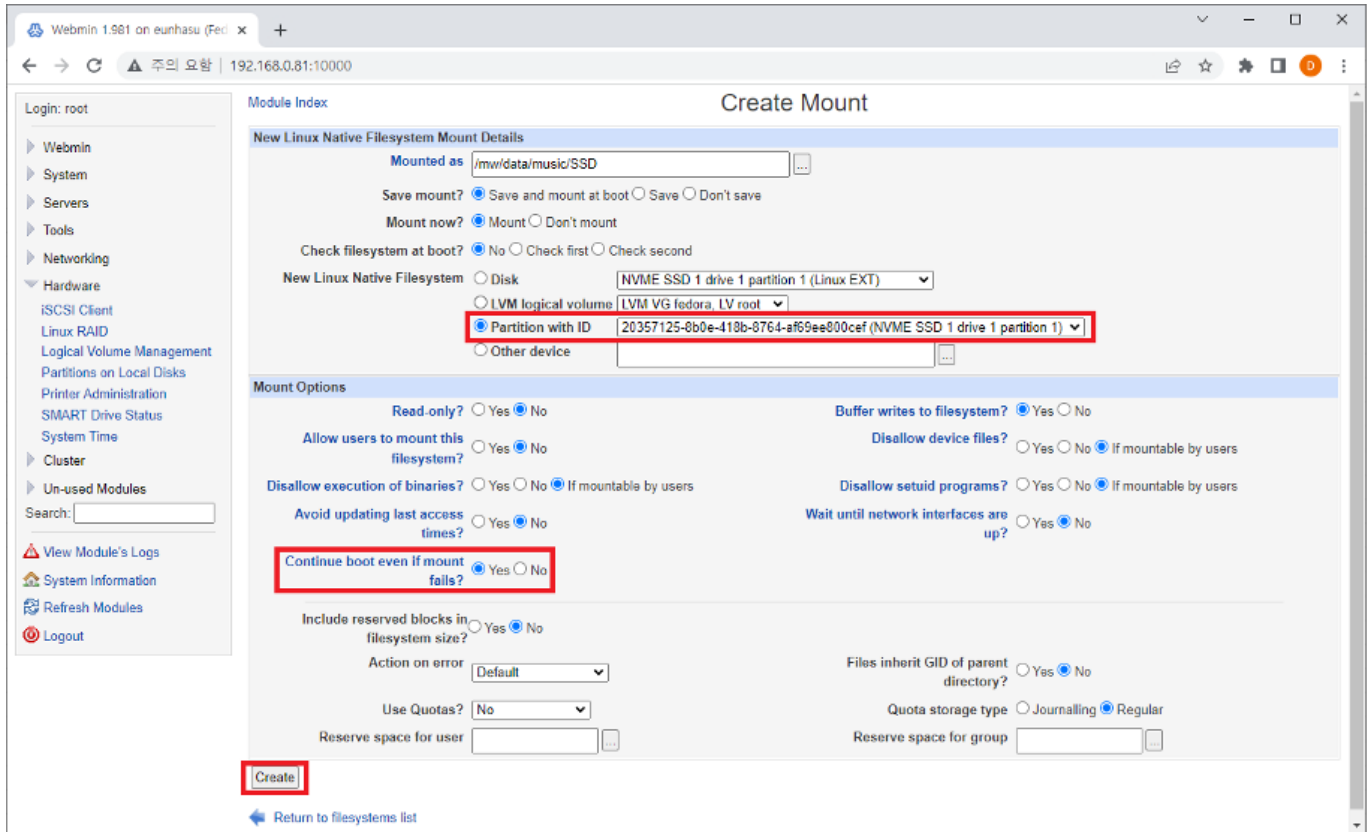 Webmin 1.981 on eunhasu (Fed
주의 요함 192.168.0.81:10000
D
Login: root
Webmin
System
Servers
Tools
Networking
Hardware
iSCSI Client
Linux RAID
Logical Volume Management
Partitions on Local Disks
Printer Administration
SMART Drive Status
System Time
Cluster
Un-used Modules
Search:
View Module's Logs
System Information
Refresh Modules
Logout
Module Index
Create Mount
New Linux Native Filesystem Mount Details
Mounted as /mw/data/music/SSD ...
Save mount? Save and mount at boot Save Don't save
Mount now? Mount Don't mount
Check filesystem at boot? No Check first Check second
New Linux Native Filesystem Disk NVME SSD 1 drive 1 partition 1 (Linux EXT)
LVM logical volume LVM VG fedora, LV root
Partition with ID 20357125-8b0e-418b-8764-af69ee800cef (NVME SSD 1 drive 1 partition 1)
Other device ...
Mount Options
Read-only? Yes No Buffer writes to filesystem? Yes No
Allow users to mount this
filesystem? Yes No Disallow device files? Yes No If mountable by users
Disallow execution of binaries? Yes No If mountable by users Disallow setuid programs? Yes No If mountable by users
Avoid updating last access
times? Yes No Wait until network interfaces are
up? Yes No
Continue boot even if mount
fails? Yes No
Include reserved blocks in
filesystem size? Yes No
Action on error Default Files inherit GID of parent
directory? Yes No
Use Quotas? No Quota storage type Journalling Regular
Reserve space for user ... Reserve space for group ...
Create
Return to filesystems list